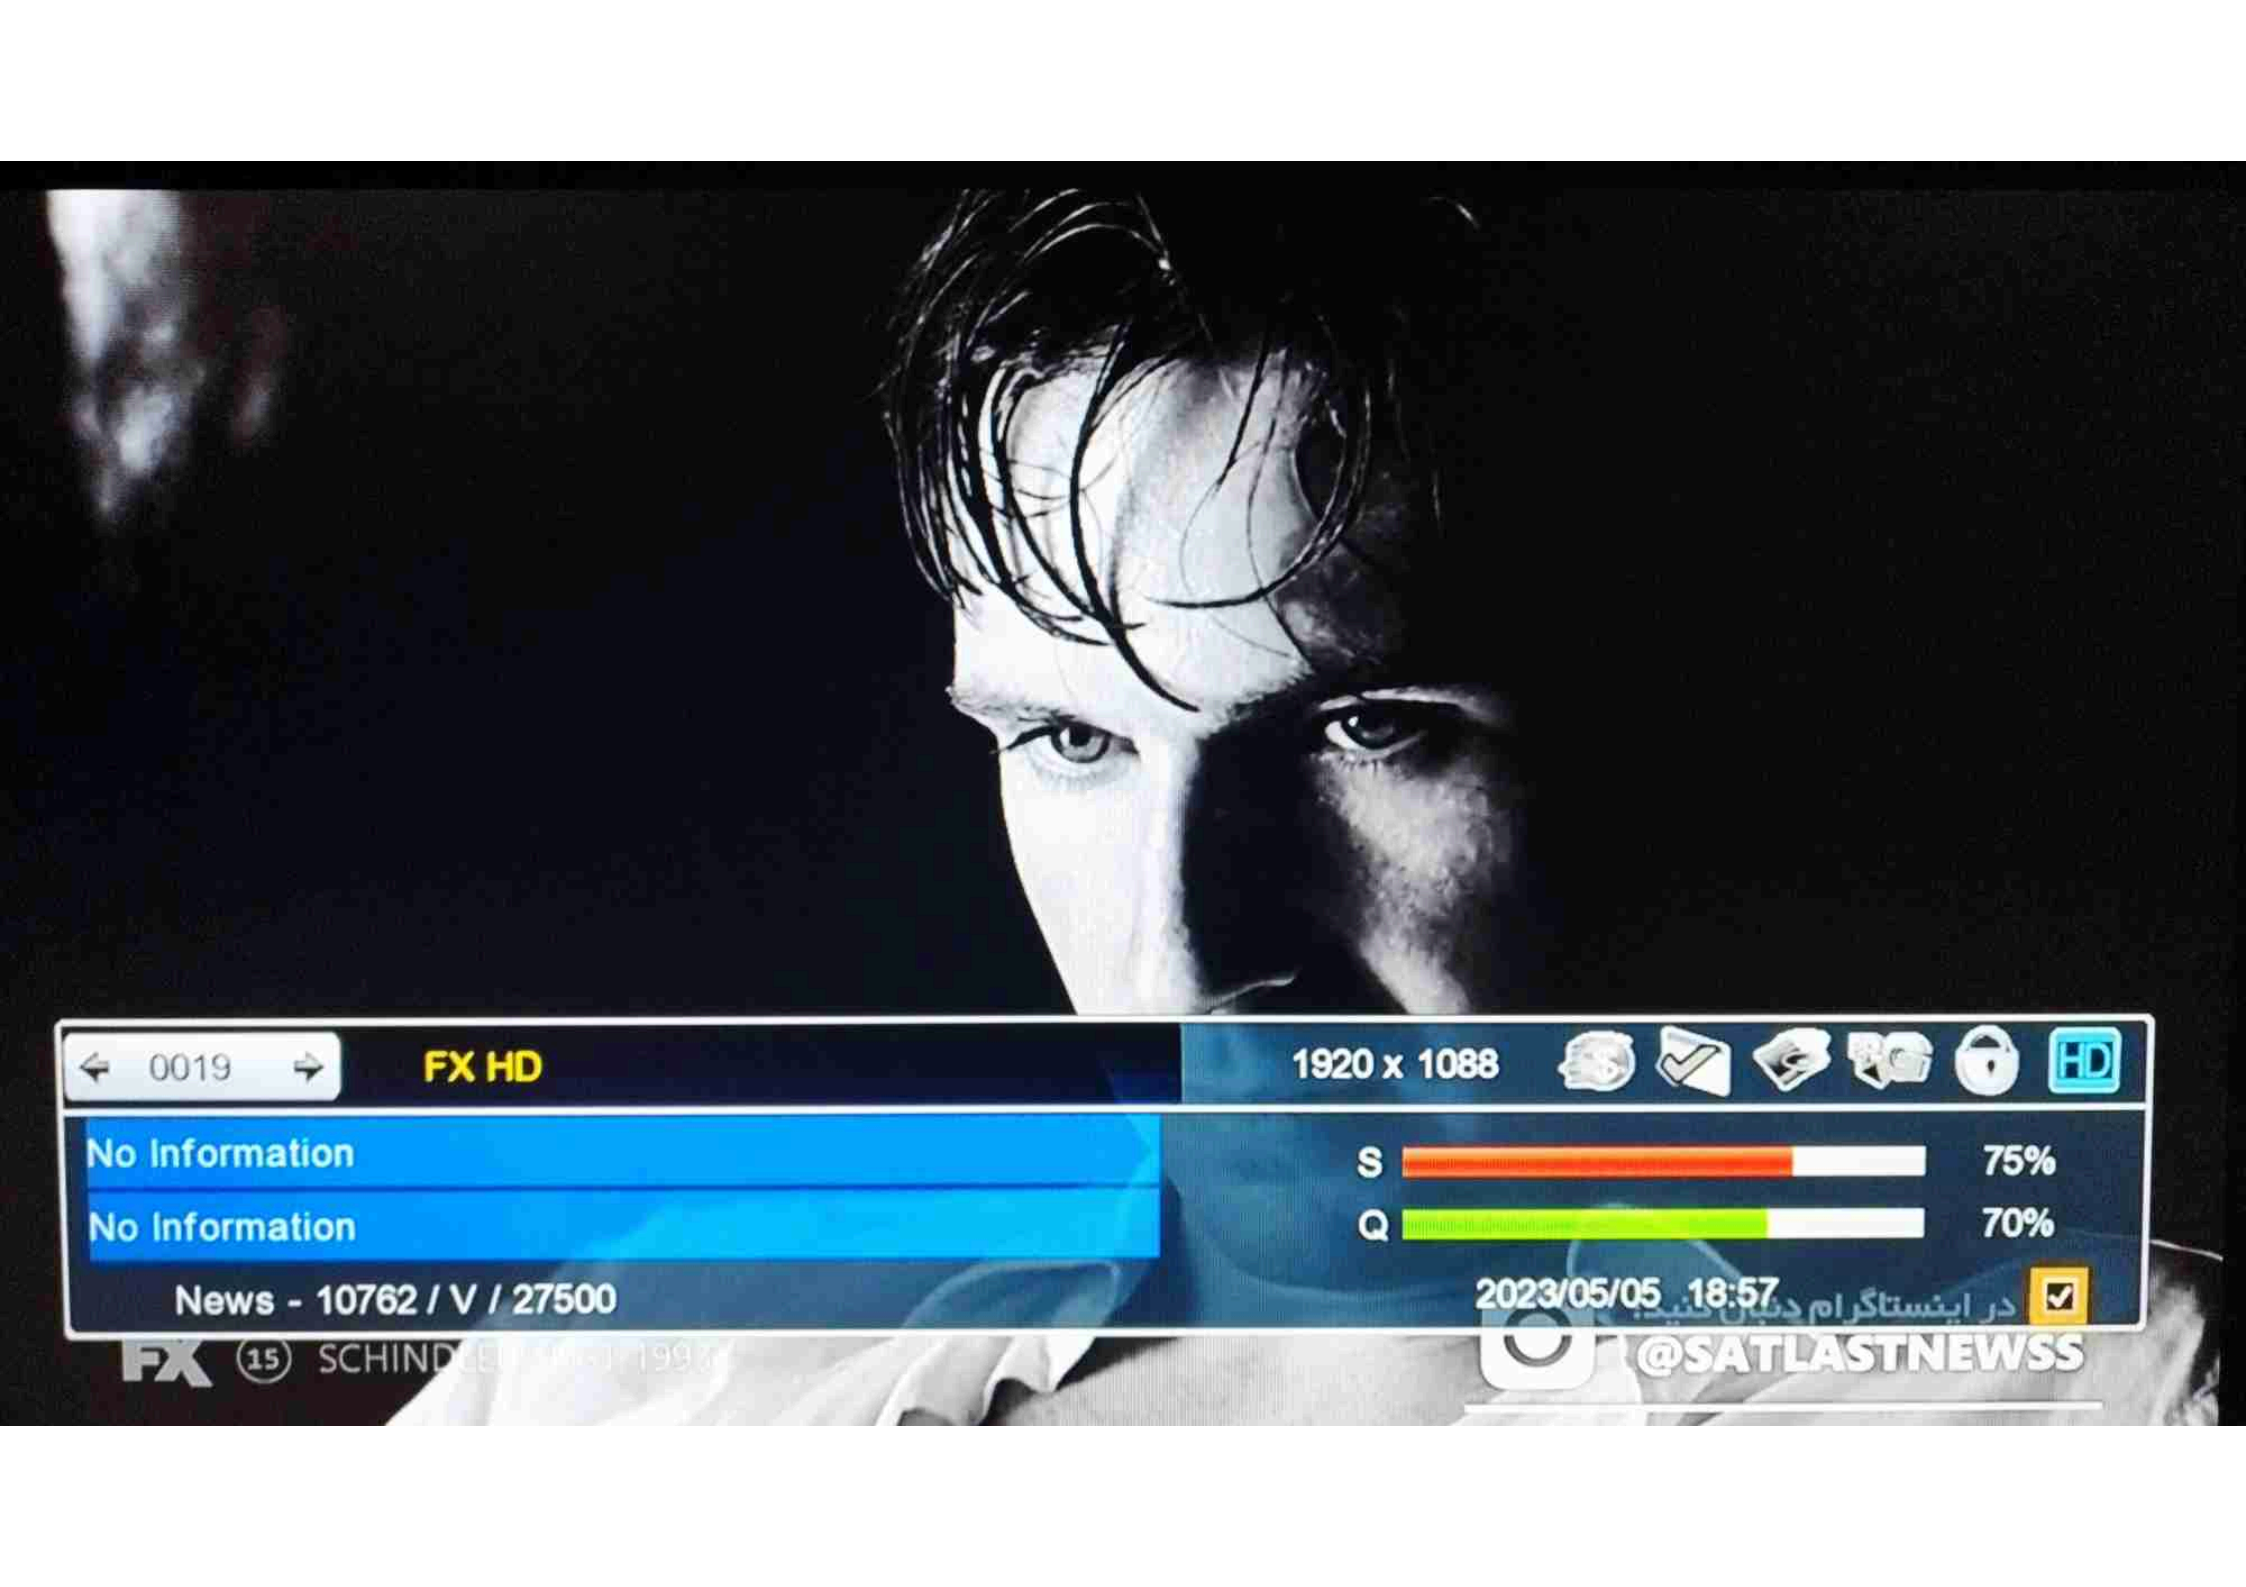 0019
FX HD
1920 x 1088
HD
No Information
S 75%
No Information
Q 70%
News - 10762 / V / 27500
2023/05/05 18:57
در اینستاگرام دنبال کنید:
FX 15
@SATLASTNEWSS